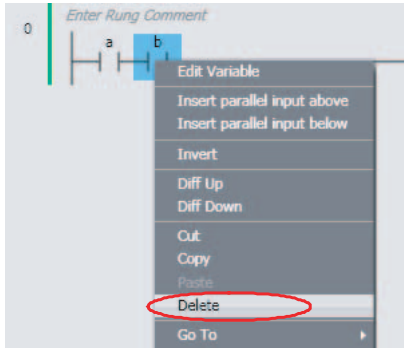 Enter Rung Comment
0
a b
Edit Variable
Insert parallel input above
Insert parallel input below
Invert
Diff Up
Diff Down
Cut
Copy
Paste
Delete
Go To